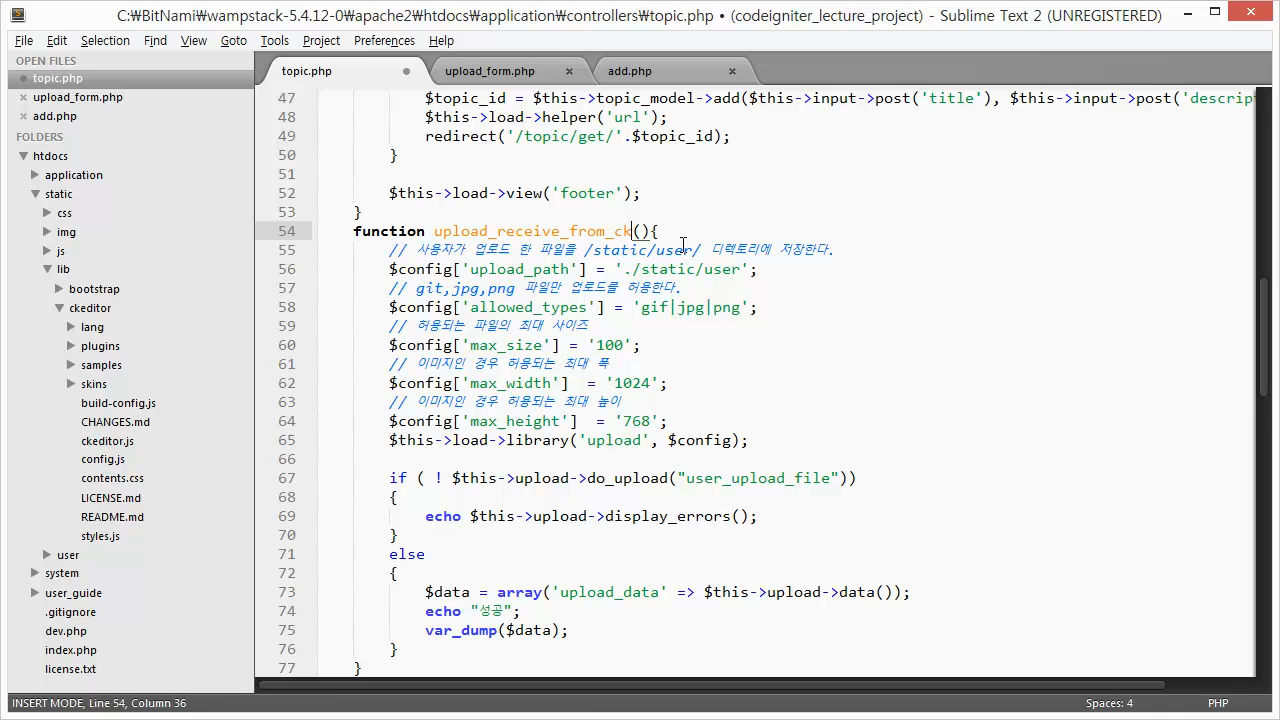 C:₩BitNami₩wampstack-5.4.12-0₩apache2₩htdocs₩application₩controllers₩topic.php • (codeigniter_lecture_project) - Sublime Text 2 (UNREGISTERED)
File Edit Selection Find View Goto Tools Project Preferences Help
OPEN FILES
topic.php
upload_form.php
add.php
FOLDERS
htdocs
application
static
css
img
js
lib
bootstrap
ckeditor
lang
plugins
samples
skins
build-config.js
CHANGES.md
ckeditor.js
config.js
contents.css
LICENSE.md
README.md
styles.js
user
system
user_guide
.gitignore
dev.php
index.php
license.txt
topic.php upload_form.php add.php
47 $topic_id = $this->topic_model->add($this->input->post('title'), $this->input->post('descrip
48 $this->load->helper('url');
49 redirect('/topic/get/'.$topic_id);
50 }
51
52 $this->load->view('footer');
53 }
54 function upload_receive_from_ck(){
55 // 사용자가 업로드 한 파일을 /static/user/ 디렉토리에 저장한다.
56 $config['upload_path'] = './static/user';
57 // git,jpg,png 파일만 업로드를 허용한다.
58 $config['allowed_types'] = 'gif|jpg|png';
59 // 허용되는 파일의 최대 사이즈
60 $config['max_size'] = '100';
61 // 이미지인 경우 허용되는 최대 폭
62 $config['max_width']  = '1024';
63 // 이미지인 경우 허용되는 최대 높이
64 $config['max_height']  = '768';
65 $this->load->library('upload', $config);
66
67 if ( ! $this->upload->do_upload("user_upload_file"))
68 {
69 echo $this->upload->display_errors();
70 }
71 else
72 {
73 $data = array('upload_data' => $this->upload->data());
74 echo "성공";
75 var_dump($data);
76 }
77 }
INSERT MODE, Line 54, Column 36 Spaces: 4 PHP